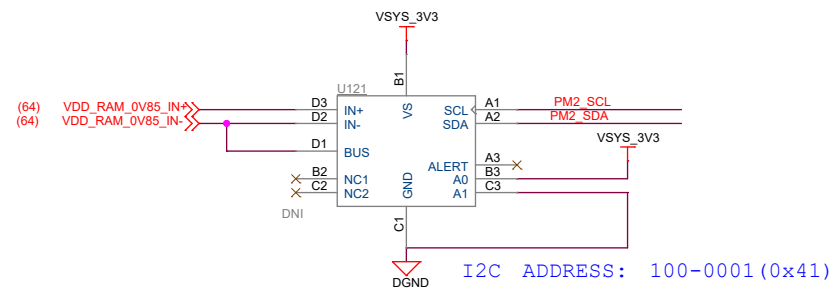 VSYS_3V3
B1
U121
(64) VDD_RAM_0V85_IN+ D3 IN+ VS SCL A1 PM2_SCL
(64) VDD_RAM_0V85_IN- D2 IN- SDA A2 PM2_SDA
VSYS_3V3
D1 BUS
ALERT A3
B2 NC1 A0 B3
C2 NC2 GND A1 C3
DNI
C1
DGND
I2C ADDRESS: 100-0001(0x41)